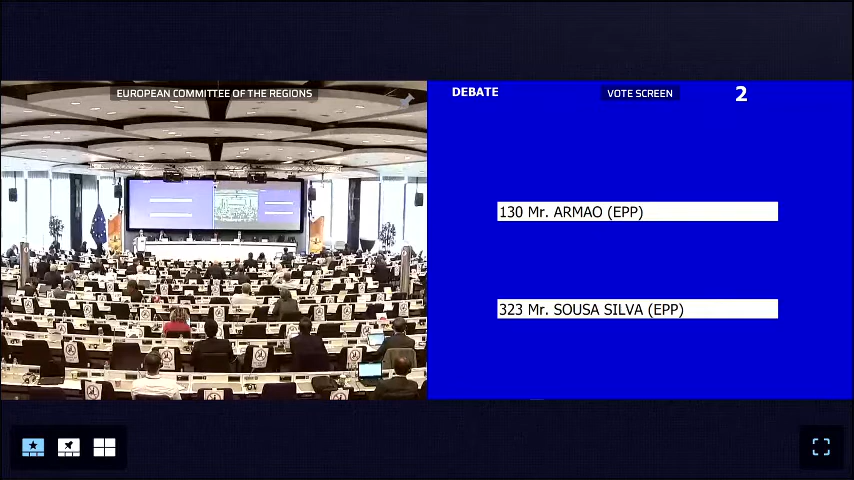 EUROPEAN COMMITTEE OF THE REGIONS
DEBATE
VOTE SCREEN
2
130 Mr. ARMAO (EPP)
323 Mr. SOUSA SILVA (EPP)